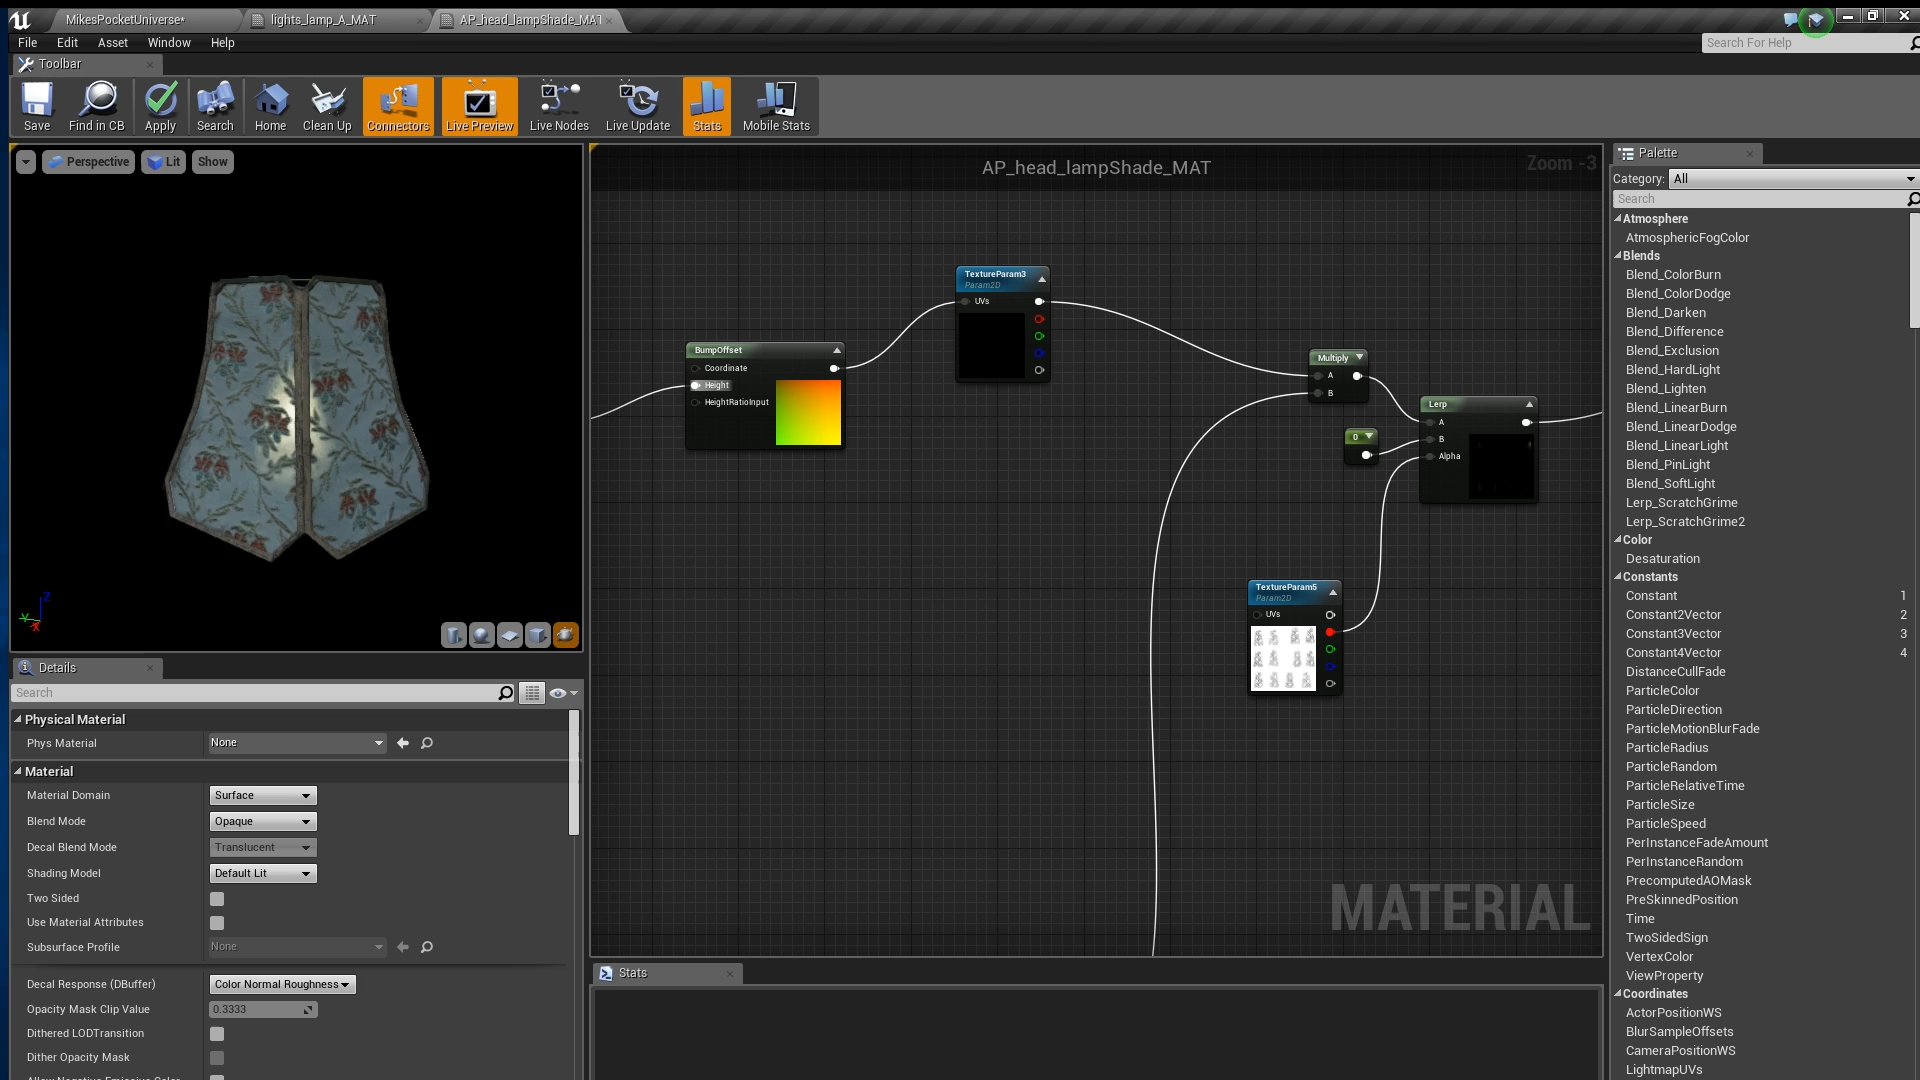 MikesPocketUniverse*
lights_lamp_A_MAT
AP_head_lampShade_MAT
File Edit Asset Window Help
Search For Help
Toolbar
Save
Find in CB
Apply
Search
Home
Clean Up
Connectors
Live Preview
Live Nodes
Live Update
Stats
Mobile Stats
Perspective
Lit
Show
Z
Y
X
Details
Search
Physical Material
Phys Material None
Material
Material Domain Surface
Blend Mode Opaque
Decal Blend Mode Translucent
Shading Model Default Lit
Two Sided
Use Material Attributes
Subsurface Profile None
Decal Response (DBuffer) Color Normal Roughness
Opacity Mask Clip Value 0.3333
Dithered LODTransition
Dither Opacity Mask
Allow Negative Emissive Color
AP_head_lampShade_MAT
Zoom -3
BumpOffset
Coordinate
Height
HeightRatioInput
TextureParam3
Param2D
UVs
Multiply
A
B
0
Lerp
A
B
Alpha
TextureParam5
Param2D
UVs
MATERIAL
Stats
Palette
Category: All
Search
Atmosphere
AtmosphericFogColor
Blends
Blend_ColorBurn
Blend_ColorDodge
Blend_Darken
Blend_Difference
Blend_Exclusion
Blend_HardLight
Blend_Lighten
Blend_LinearBurn
Blend_LinearDodge
Blend_LinearLight
Blend_PinLight
Blend_SoftLight
Lerp_ScratchGrime
Lerp_ScratchGrime2
Color
Desaturation
Constants
Constant 1
Constant2Vector 2
Constant3Vector 3
Constant4Vector 4
DistanceCullFade
ParticleColor
ParticleDirection
ParticleMotionBlurFade
ParticleRadius
ParticleRandom
ParticleRelativeTime
ParticleSize
ParticleSpeed
PerInstanceFadeAmount
PerInstanceRandom
PrecomputedAOMask
PreSkinnedPosition
Time
TwoSidedSign
VertexColor
ViewProperty
Coordinates
ActorPositionWS
BlurSampleOffsets
CameraPositionWS
LightmapUVs